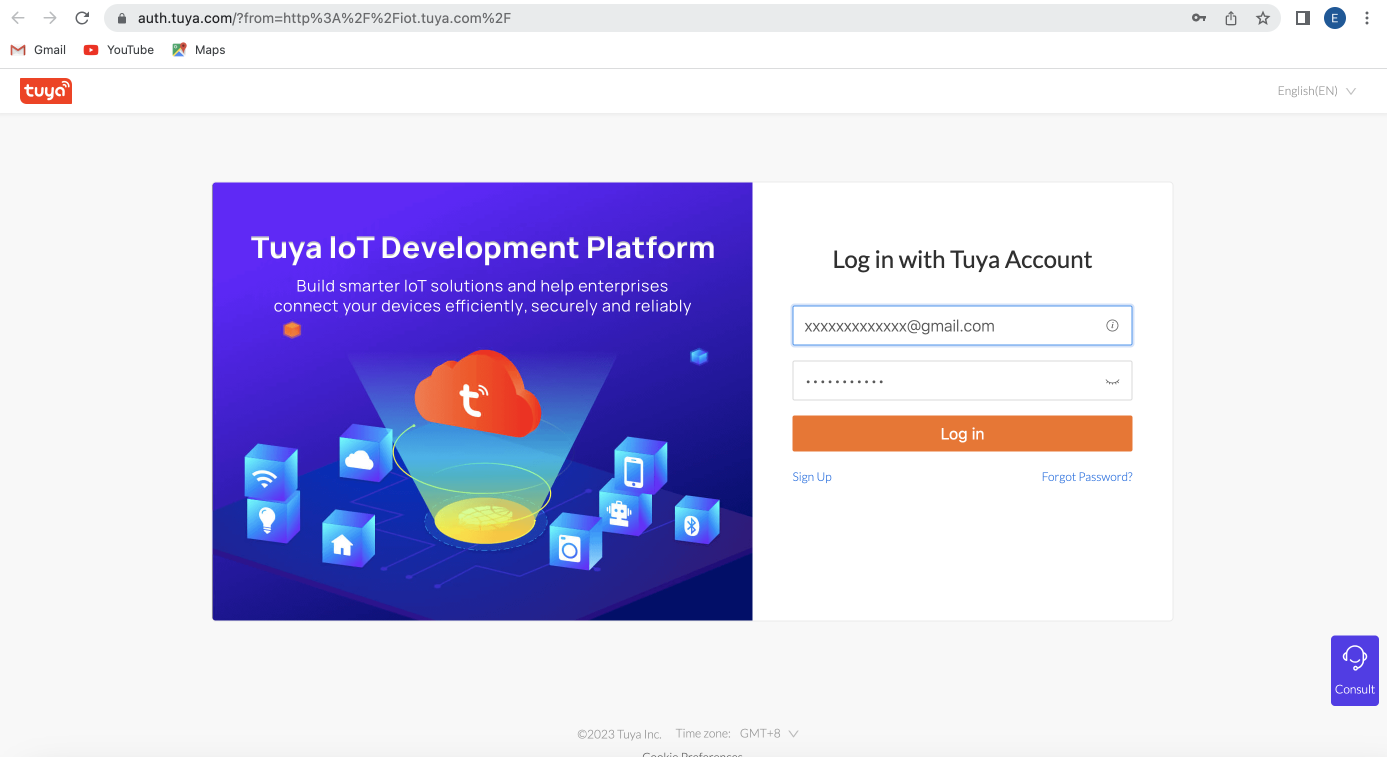 auth.tuya.com/?from=http%3A%2F%2Fiot.tuya.com%2F
E
Gmail
YouTube
Maps
tuya
English(EN)
Tuya IoT Development Platform
Build smarter IoT solutions and help enterprises
connect your devices efficiently, securely and reliably
t
Log in with Tuya Account
xxxxxxxxxxxxx@gmail.com
Log in
Sign Up
Forgot Password?
Consult
©2023 Tuya Inc.
Time zone: GMT+8
Cookie Preferences